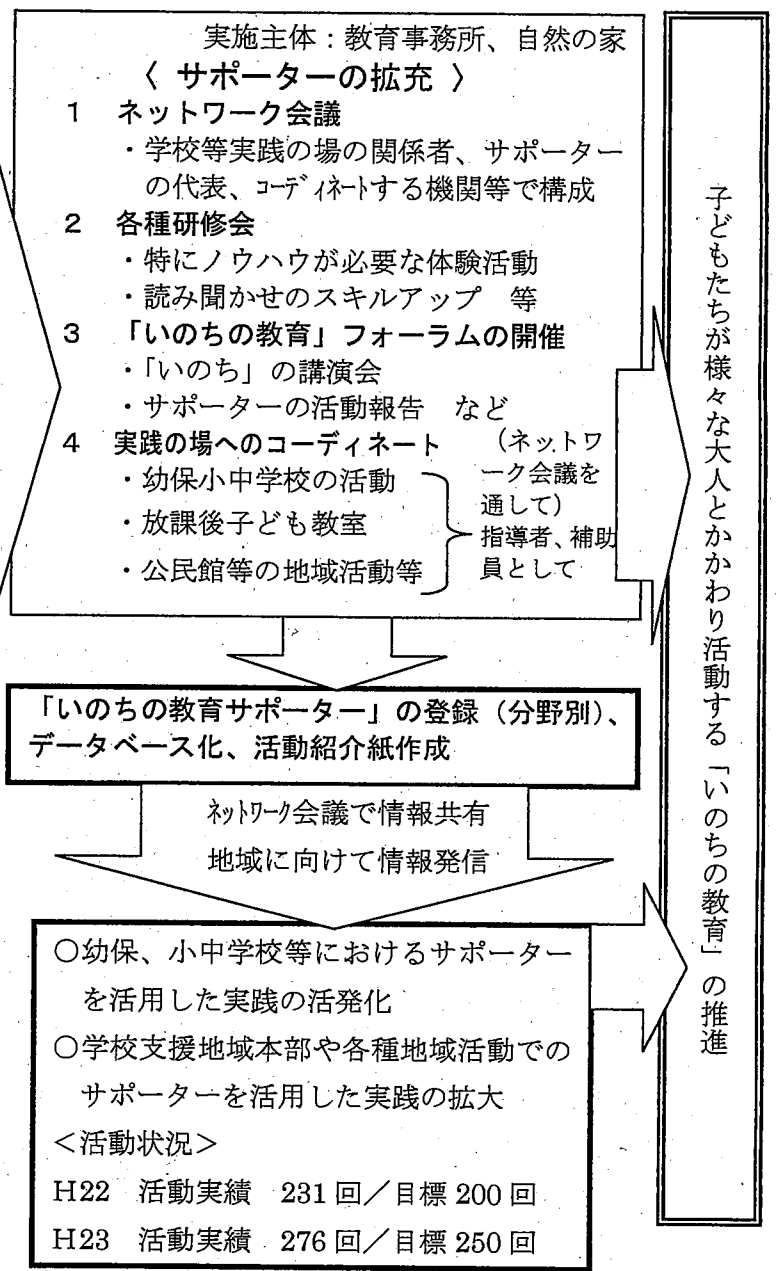 実施主体：教育事務所、自然の家
〈 サポーターの拡充 〉
1 ネットワーク会議
・学校等実践の場の関係者、サポーター
の代表、ｺｰﾃﾞｨﾈｰﾄする機関等で構成
2 各種研修会
・特にノウハウが必要な体験活動
・読み聞かせのスキルアップ 等
3 「いのちの教育」フォーラムの開催
・「いのち」の講演会
・サポーターの活動報告 など
4 実践の場へのコーディネート
・幼保小中学校の活動
・放課後子ども教室
・公民館等の地域活動等
（ネットワ
ーク会議を
通して）
指導者、補助
員として
「いのちの教育サポーター」の登録（分野別）、
データベース化、活動紹介紙作成
ﾈｯﾄﾜｰｸ会議で情報共有
地域に向けて情報発信
○幼保、小中学校等におけるサポーター
を活用した実践の活発化
○学校支援地域本部や各種地域活動での
サポーターを活用した実践の拡大
＜活動状況＞
H22 活動実績 231 回／目標 200 回
H23 活動実績 276 回／目標 250 回
子どもたちが様々な大人とかかわり活動する「いのちの教育」の推進